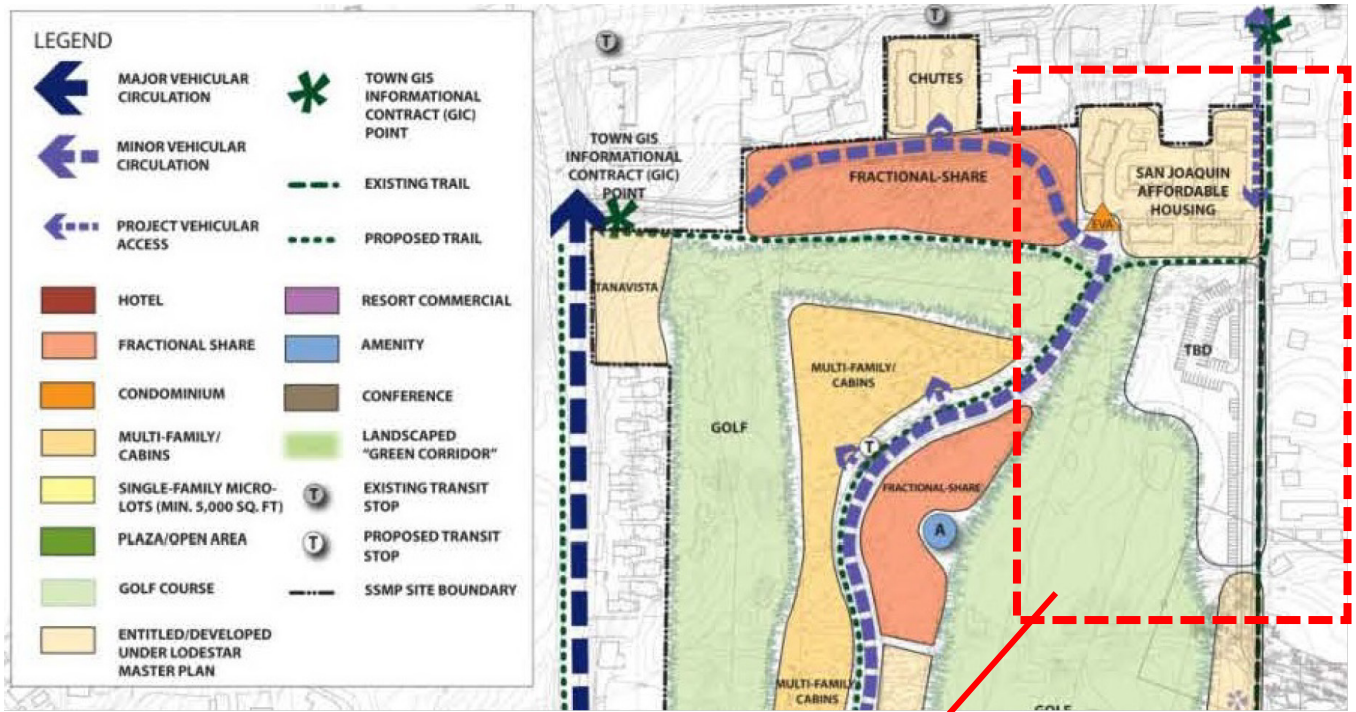 LEGEND
MAJOR VEHICULAR
CIRCULATION
MINOR VEHICULAR
CIRCULATION
PROJECT VEHICULAR
ACCESS
TOWN GIS
INFORMATIONAL
CONTRACT (GIC)
POINT
EXISTING TRAIL
PROPOSED TRAIL
HOTEL
FRACTIONAL SHARE
CONDOMINIUM
MULTI-FAMILY/
CABINS
SINGLE-FAMILY MICRO-
LOTS (MIN. 5,000 SQ. FT)
PLAZA/OPEN AREA
GOLF COURSE
ENTITLED/DEVELOPED
UNDER LODESTAR
MASTER PLAN
RESORT COMMERCIAL
AMENITY
CONFERENCE
LANDSCAPED
"GREEN CORRIDOR"
T
EXISTING TRANSIT
STOP
T
PROPOSED TRANSIT
STOP
SSMP SITE BOUNDARY
T
T
CHUTES
TOWN GIS
INFORMATIONAL
CONTRACT (GIC)
POINT
FRACTIONAL-SHARE
SAN JOAQUIN
AFFORDABLE
HOUSING
EVA
TANAVISTA
TBD
MULTI-FAMILY/
CABINS
GOLF
T
FRACTIONAL-SHARE
A
MULTI-FAMILY
CABINS
GOLF